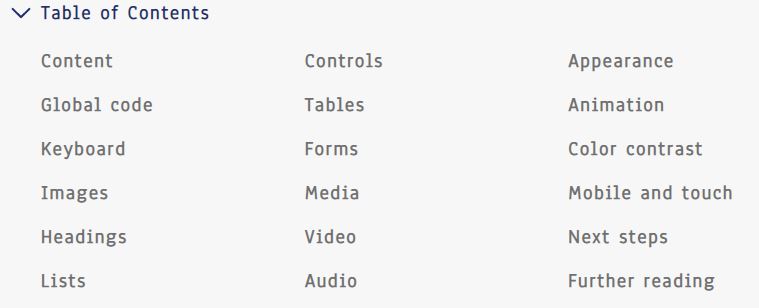 Table of Contents
Content
Global code
Keyboard
Images
Headings
Lists
Controls
Tables
Forms
Media
Video
Audio
Appearance
Animation
Color contrast
Mobile and touch
Next steps
Further reading